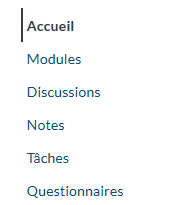 Accueil
Modules
Discussions
Notes
Tâches
Questionnaires